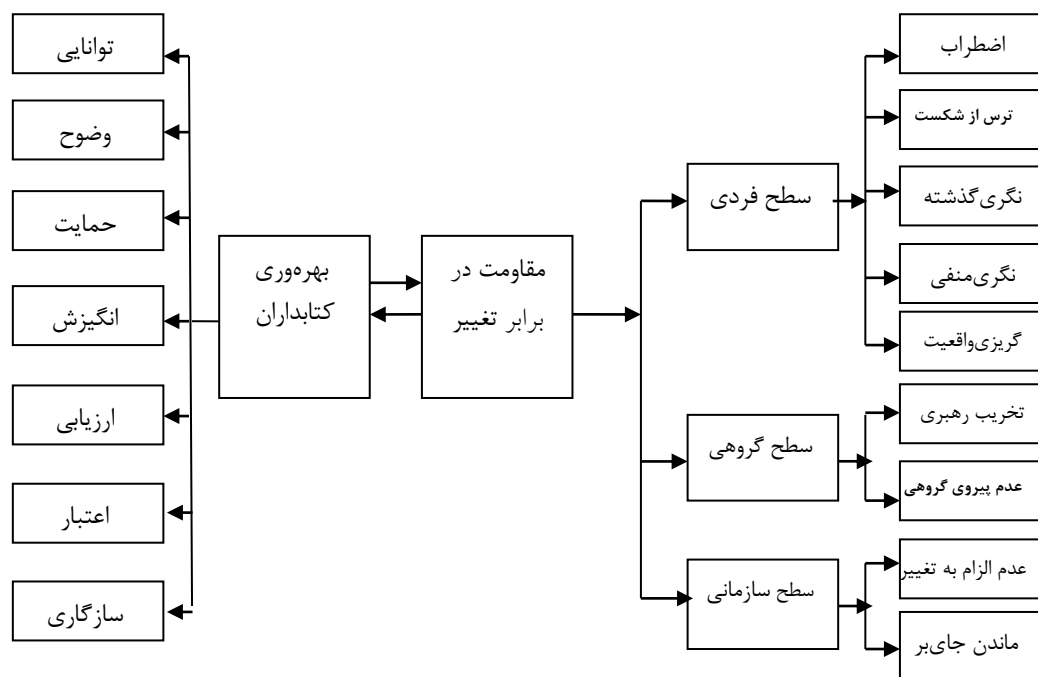 اضطراب
ترس از شکست
نگری‌گذشته
نگری‌منفی
گریزی‌واقعیت
تخریب رهبری
عدم پیروی گروهی
عدم الزام به تغییر
ماندن جای‌بر
سطح فردی
سطح گروهی
سطح سازمانی
مقاومت در
برابر تغییر
بهره‌وری
کتابداران
توانایی
وضوح
حمایت
انگیزش
ارزیابی
اعتبار
سازگاری